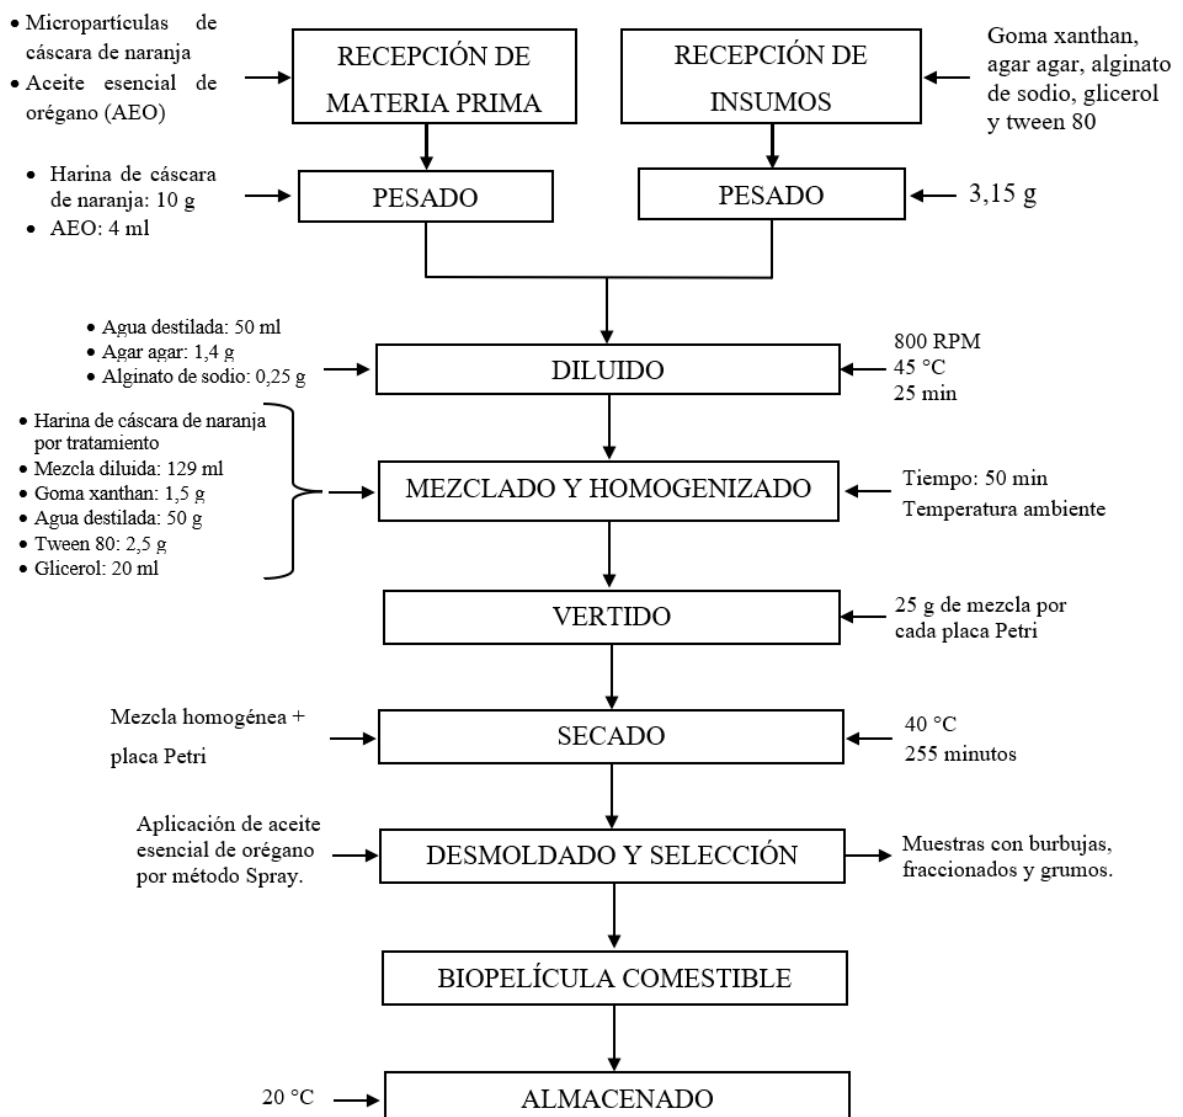 • Micropartículas de
cáscara de naranja
• Aceite esencial de
orégano (AEO)
RECEPCIÓN DE
MATERIA PRIMA
RECEPCIÓN DE
INSUMOS
Goma xanthan,
agar agar, alginato
de sodio, glicerol
y tween 80
• Harina de cáscara
de naranja: 10 g
• AEO: 4 ml
PESADO
PESADO
3,15 g
• Agua destilada: 50 ml
• Agar agar: 1,4 g
• Alginato de sodio: 0,25 g
DILUIDO
800 RPM
45 °C
25 min
• Harina de cáscara de naranja
por tratamiento
• Mezcla diluida: 129 ml
• Goma xanthan: 1,5 g
• Agua destilada: 50 g
• Tween 80: 2,5 g
• Glicerol: 20 ml
MEZCLADO Y HOMOGENIZADO
Tiempo: 50 min
Temperatura ambiente
VERTIDO
25 g de mezcla por
cada placa Petri
Mezcla homogénea +
placa Petri
SECADO
40 °C
255 minutos
Aplicación de aceite
esencial de orégano
por método Spray.
DESMOLDADO Y SELECCIÓN
Muestras con burbujas,
fraccionados y grumos.
BIOPELÍCULA COMESTIBLE
20 °C
ALMACENADO